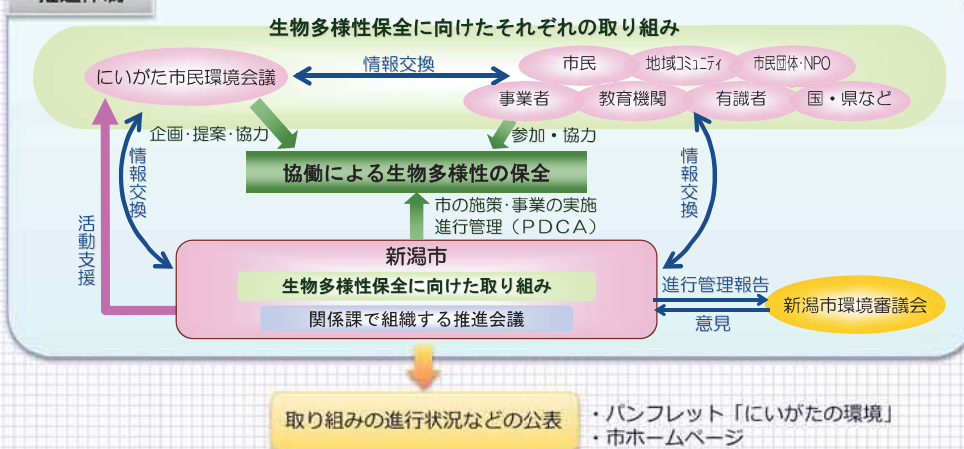 生物多様性保全に向けたそれぞれの取り組み
にいがた市民環境会議
情報交換
市民
地域コミュニティ
市民団体・NPO
事業者
教育機関
有識者
国・県など
企画・提案・協力
参加・協力
協働による生物多様性の保全
情報交換
情報交換
活動支援
市の施策・事業の実施
進行管理（PDCA）
新潟市
生物多様性保全に向けた取り組み
関係課で組織する推進会議
進行管理報告
意見
新潟市環境審議会
取り組みの進行状況などの公表
・パンフレット「にいがたの環境」
・市ホームページ